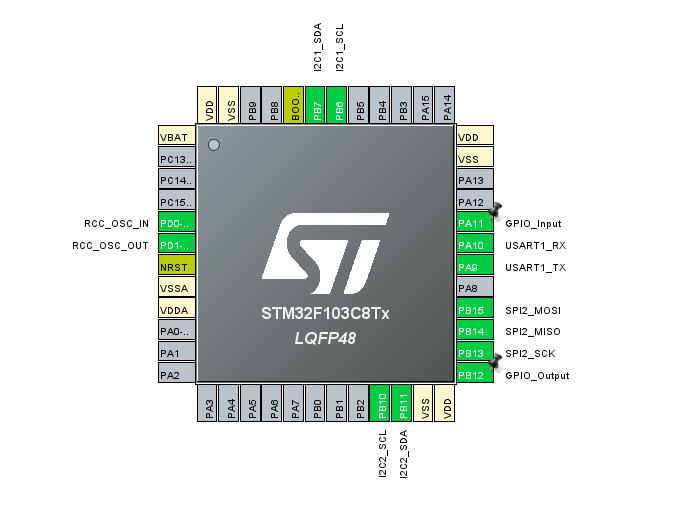 I2C1_SDA
I2C1_SCL
VDD
VSS
PB9
PB8
BOO..
PB7
PB6
PB5
PB4
PB3
PA15
PA14
VBAT
PC13..
PC14..
PC15..
RCC_OSC_IN PD0-..
RCC_OSC_OUT PD1-..
NRST
VSSA
VDDA
PA0-..
PA1
PA2
ST
STM32F103C8Tx
LQFP48
VDD
VSS
PA13
PA12
PA11 GPIO_Input
PA10 USART1_RX
PA9 USART1_TX
PA8
PB15 SPI2_MOSI
PB14 SPI2_MISO
PB13 SPI2_SCK
PB12 GPIO_Output
PA3
PA4
PA5
PA6
PA7
PB0
PB1
PB2
PB10
PB11
VSS
VDD
I2C2_SCL
I2C2_SDA